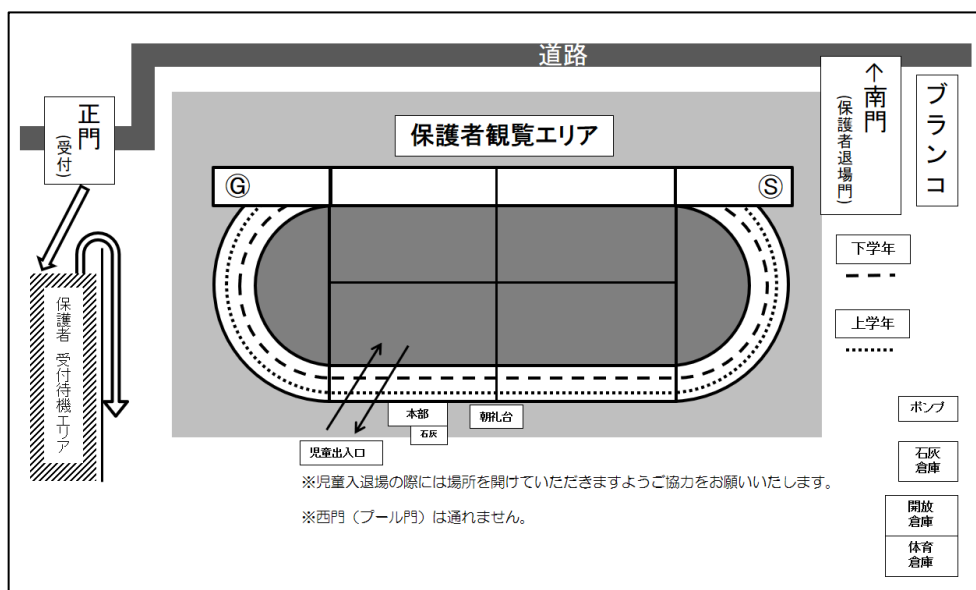 道路
正門
(受付)
↑南門
(保護者退場門)
ブランコ
保護者観覧エリア
Ⓖ
Ⓢ
下学年
上学年
保護者 受付待機エリア
本部
石灰
朝礼台
児童出入口
ポンプ
石灰
倉庫
開放
倉庫
体育
倉庫
※児童入退場の際には場所を開けていただきますようご協力をお願いいたします。
※西門（プール門）は通れません。